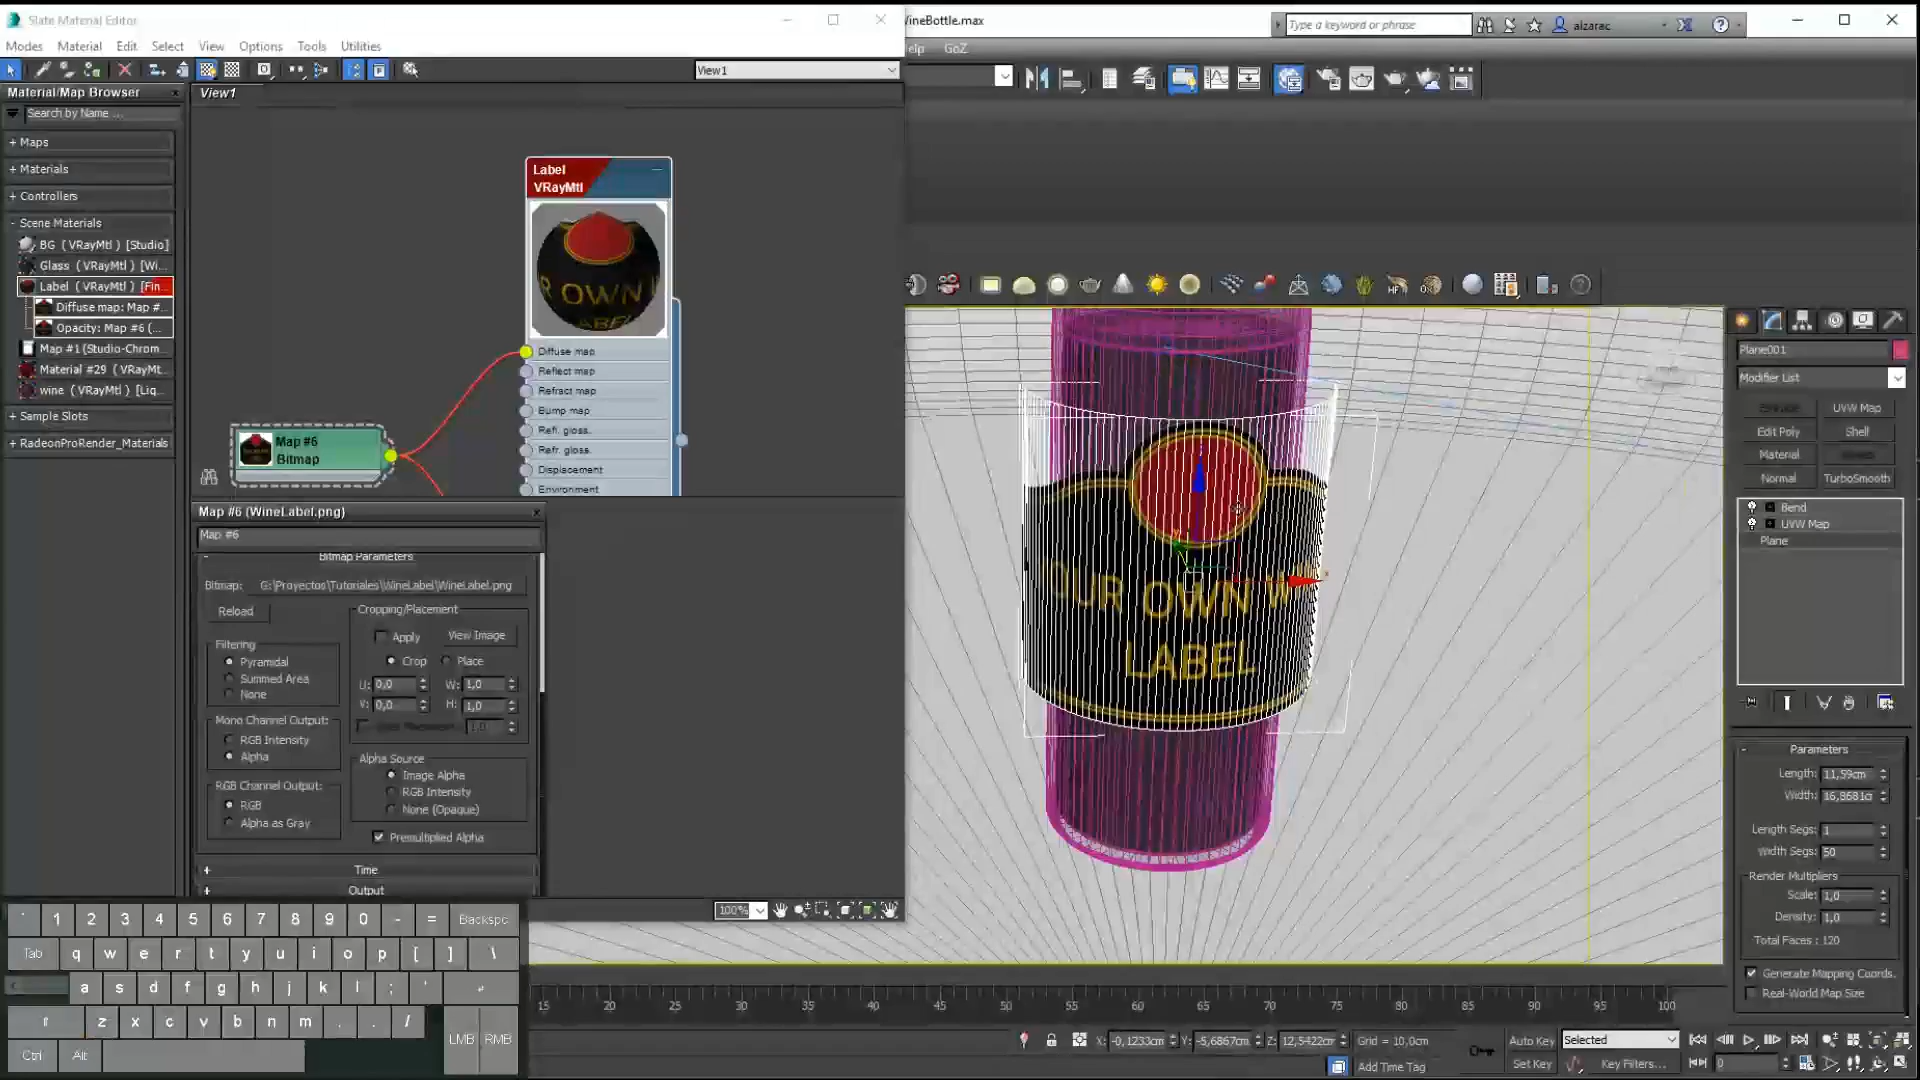 Slate Material Editor
Modes Material Edit Select View Options Tools Utilities
View1
Material/Map Browser
View1
Search by Name ...
+ Maps
+ Materials
+ Controllers
- Scene Materials
BG ( VRayMtl ) [Studio]
Glass ( VRayMtl ) [Wi...
Label ( VRayMtl ) [Fin...
Diffuse map: Map #...
Opacity: Map #6 (...
Map #1 (Studio-Chrom...
Material #29 ( VRayMt...
wine ( VRayMtl ) [Liq...
+ Sample Slots
+ RadeonProRender_Materials
Label
VRayMtl
R OWN
LABEL
Diffuse map
Reflect map
Refract map
Bump map
Refl. gloss.
Refr. gloss.
Displacement
Environment
Map #6
Bitmap
Map #6 (WineLabel.png)
Map #6
Bitmap Parameters
Bitmap: G:\Proyectos\Tutoriales\WineLabel\WineLabel.png
Reload
Cropping/Placement
Apply View Image
Crop Place
U: 0,0 W: 1,0
V: 0,0 H: 1,0
1,0
Filtering
Pyramidal
Summed Area
None
Mono Channel Output:
RGB Intensity
Alpha
RGB Channel Output:
RGB
Alpha as Gray
Alpha Source
Image Alpha
RGB Intensity
None (Opaque)
Premultiplied Alpha
+ Time
+ Output
100%
` 1 2 3 4 5 6 7 8 9 0 - = Backspc
Tab q w e r t y u i o p [ ] \
a s d f g h j k l ; '
z x c v b n m . . /
LMB RMB
Ctrl Alt
WineBottle.max
Type a keyword or phrase
alzarac
elp GoZ
OUR OWN W
LABEL
Plane001
Modifier List
UVW Map
Edit Poly Shell
Material
Normal TurboSmooth
Bend
UVW Map
Plane
- Parameters
Length: 11,59cm
Width: 16,8681c
Length Segs: 1
Width Segs: 50
Render Multipliers
Scale: 1,0
Density: 1,0
Total Faces : 120
Generate Mapping Coords.
Real-World Map Size
15 20 25 30 35 40 45 50 55 60 65 70 75 80 85 90 95 100
X: -0,1233cm Y: -5,6867cm Z: 12,5422cm Grid = 10,0cm
Auto Key Selected
Add Time Tag
Set Key Key Filters...
0